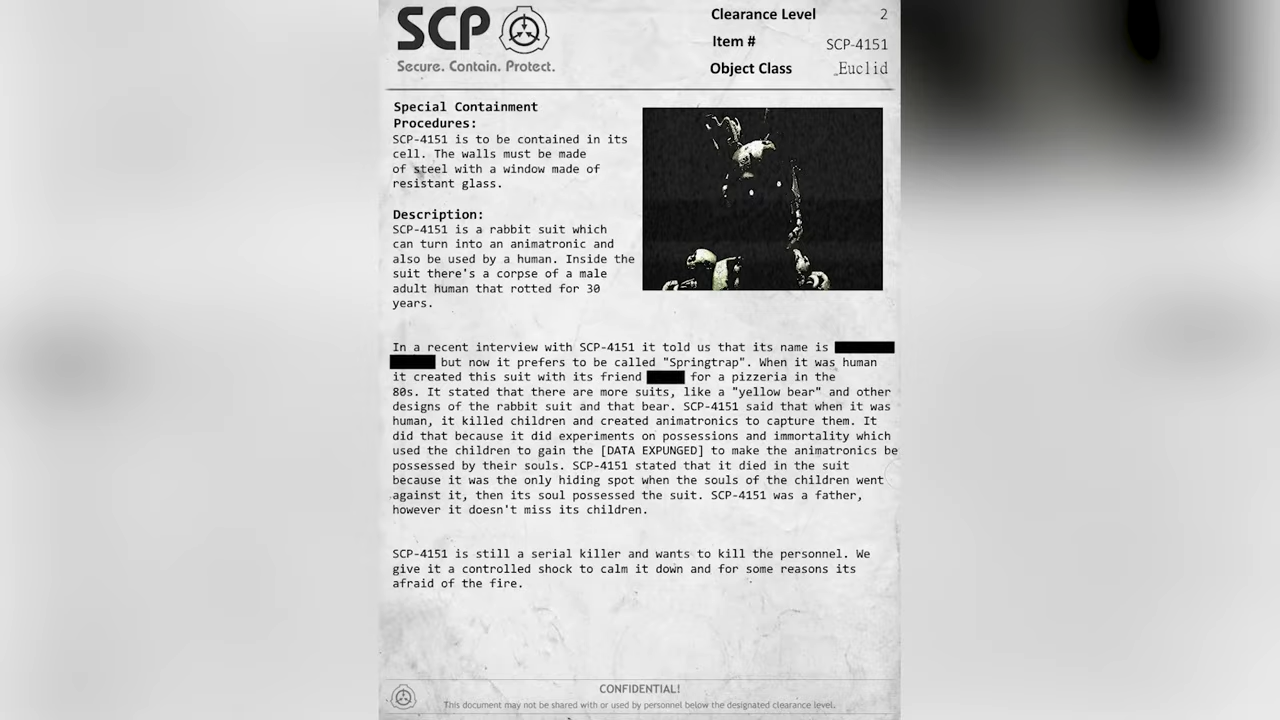 SCP
Secure. Contain. Protect.
Clearance Level 2
Item # SCP-4151
Object Class Euclid
Special Containment
Procedures:
SCP-4151 is to be contained in its
cell. The walls must be made
of steel with a window made of
resistant glass.
Description:
SCP-4151 is a rabbit suit which
can turn into an animatronic and
also be used by a human. Inside the
suit there's a corpse of a male
adult human that rotted for 30
years.
In a recent interview with SCP-4151 it told us that its name is
but now it prefers to be called "Springtrap". When it was human
it created this suit with its friend for a pizzeria in the
80s. It stated that there are more suits, like a "yellow bear" and other
designs of the rabbit suit and that bear. SCP-4151 said that when it was
human, it killed children and created animatronics to capture them. It
did that because it did experiments on possessions and immortality which
used the children to gain the [DATA EXPUNGED] to make the animatronics be
possessed by their souls. SCP-4151 stated that it died in the suit
because it was the only hiding spot when the souls of the children went
against it, then its soul possessed the suit. SCP-4151 was a father,
however it doesn't miss its children.
SCP-4151 is still a serial killer and wants to kill the personnel. We
give it a controlled shock to calm it down and for some reasons its
afraid of the fire.
CONFIDENTIAL!
This document may not be shared with or used by personnel below the designated clearance level.